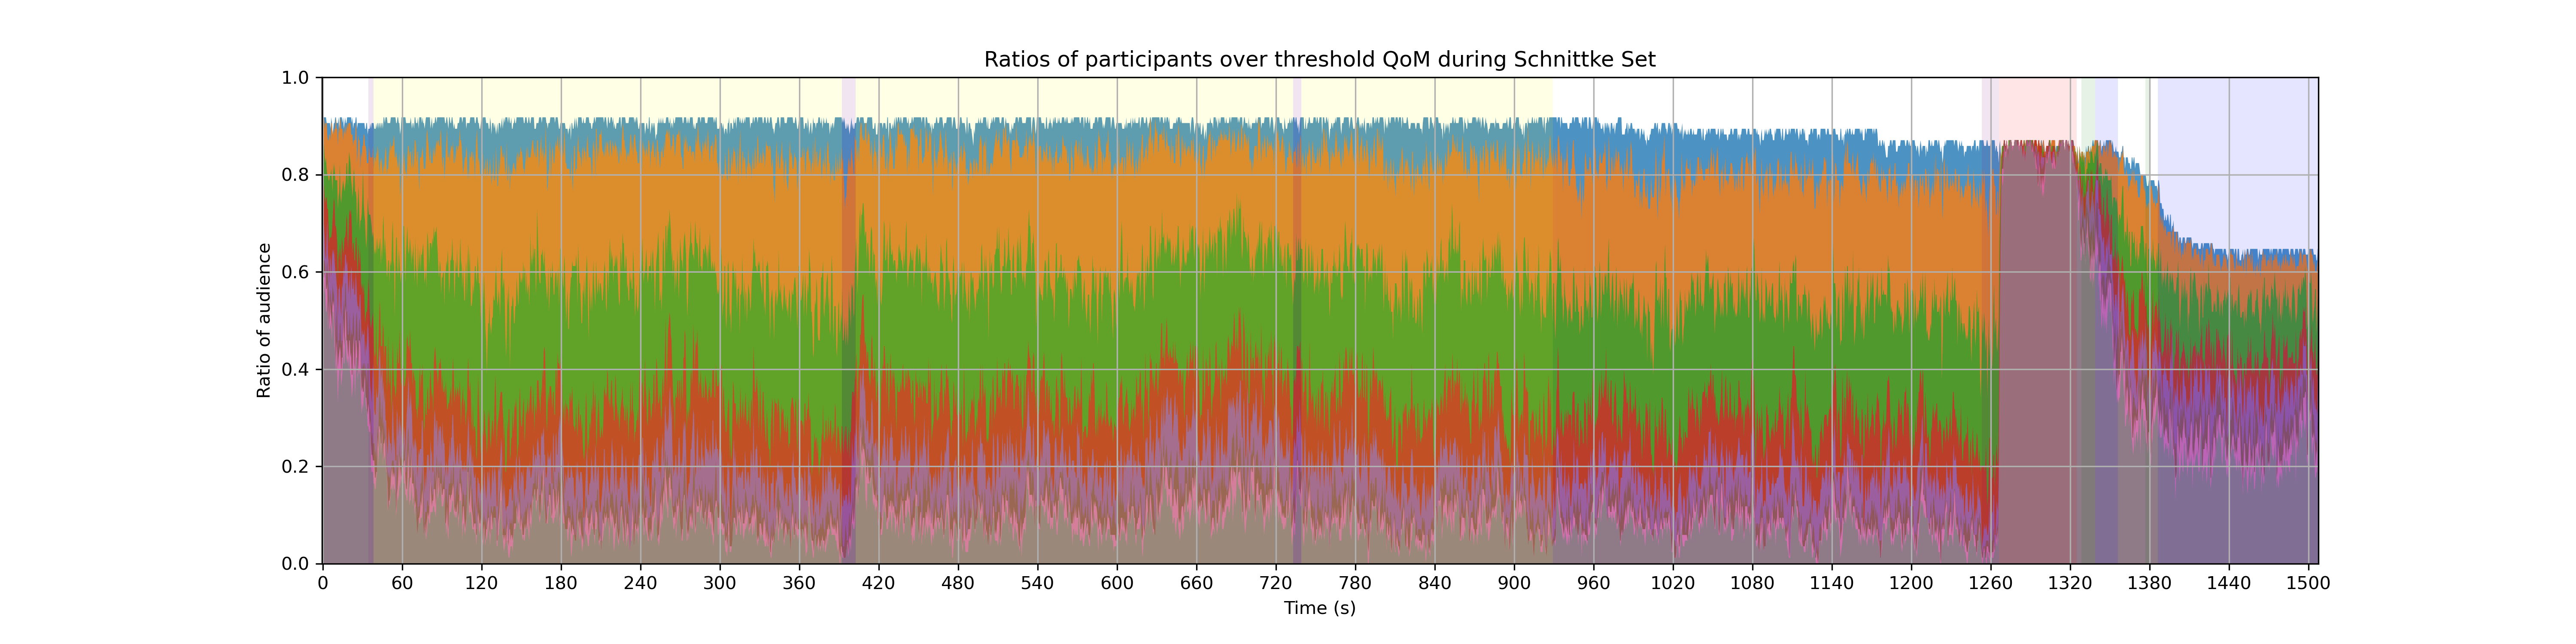 Ratios of participants over threshold QoM during Schnittke Set
1.0
0.8
0.6
0.4
0.2
0.0
Ratio of audience
0 60 120 180 240 300 360 420 480 540 600 660 720 780 840 900 960 1020 1080 1140 1200 1260 1320 1380 1440 1500
Time (s)